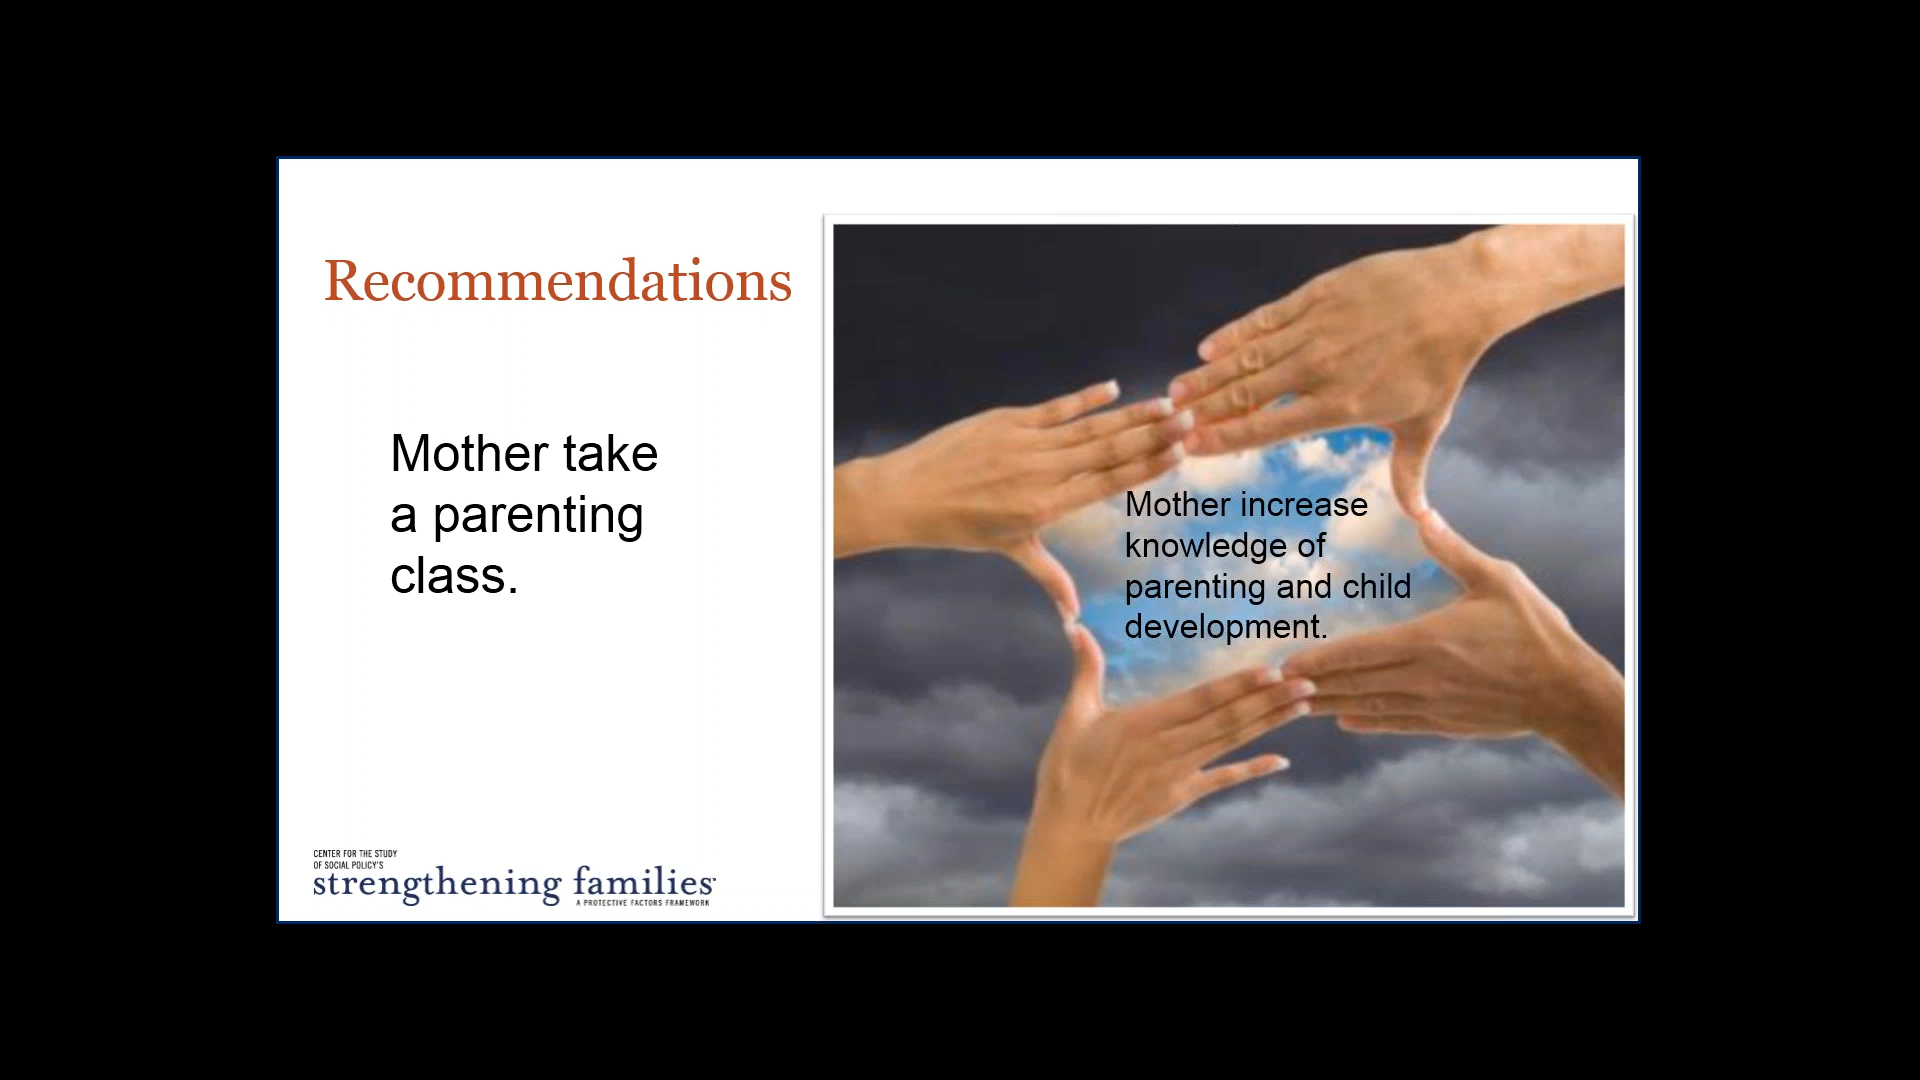 Recommendations
Mother take
a parenting
class.
Mother increase
knowledge of
parenting and child
development.
CENTER FOR THE STUDY
OF SOCIAL POLICY'S
strengthening families
A PROTECTIVE FACTORS FRAMEWORK